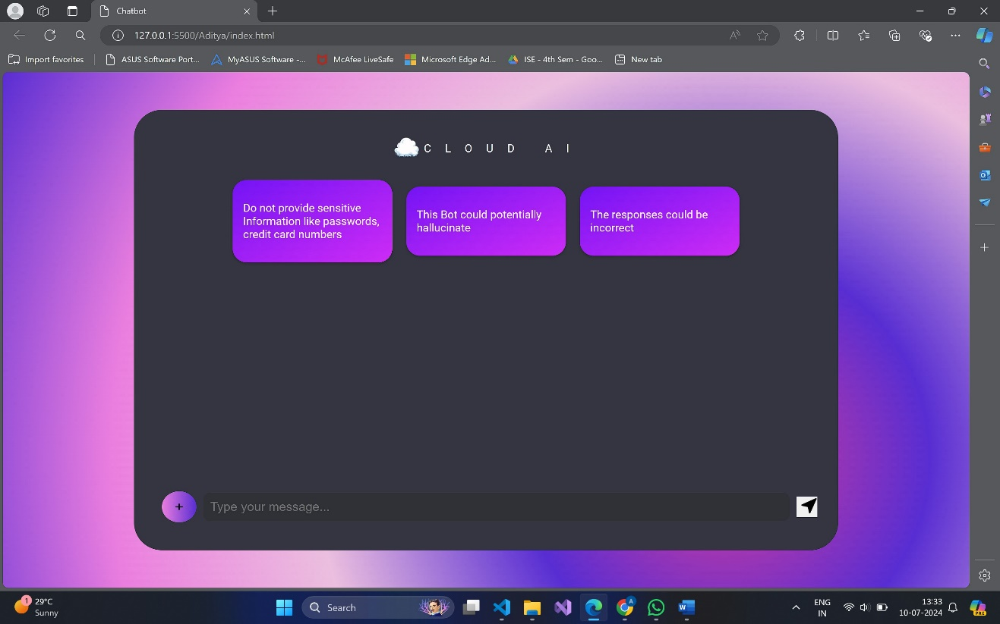 Chatbot
127.0.0.1:5500/Aditya/index.html
Import favorites
ASUS Software Port...
MyASUS Software -...
McAfee LiveSafe
Microsoft Edge Ad...
ISE - 4th Sem - Goo...
New tab
CLOUD AI
Do not provide sensitive
Information like passwords,
credit card numbers
This Bot could potentially
hallucinate
The responses could be
incorrect
+
Type your message...
1
29°C
Sunny
Search
A
W
ENG
IN
13:33
10-07-2024
PRE